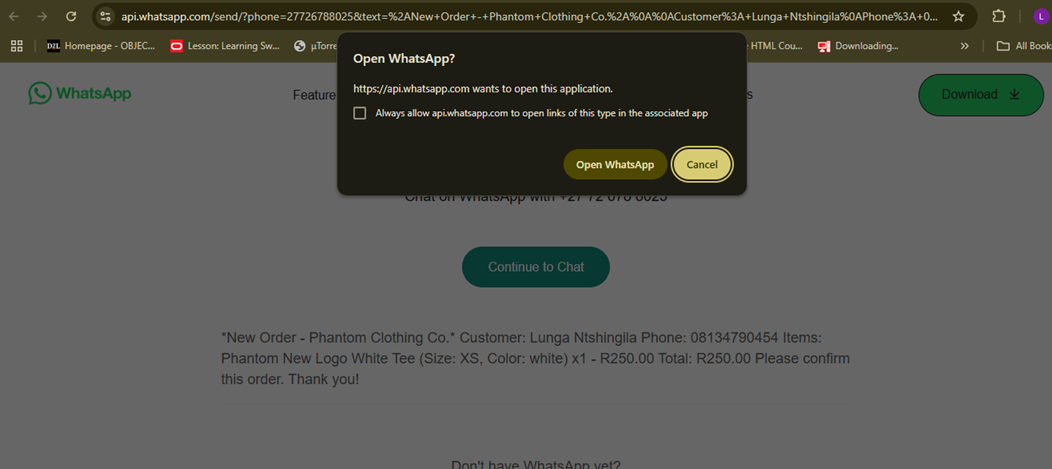 api.whatsapp.com/send/?phone=27726788025&text=%2ANew+Order+-+Phantom+Clothing+Co.%2A%0A%0ACustomer%3A+Lunga+Ntshingila%0APhone%3A+0...
L
D2L Homepage - OBJEC... Lesson: Learning Sw... µTorre HTML Cou... Downloading... » All Book
Open WhatsApp?
https://api.whatsapp.com wants to open this application.
Always allow api.whatsapp.com to open links of this type in the associated app
Open WhatsApp Cancel
WhatsApp Feature s Download
Chat on WhatsApp with +27 72 678 8025
Continue to Chat
*New Order - Phantom Clothing Co.* Customer: Lunga Ntshingila Phone: 08134790454 Items:
Phantom New Logo White Tee (Size: XS, Color: white) x1 - R250.00 Total: R250.00 Please confirm
this order. Thank you!
Don't have WhatsApp yet?